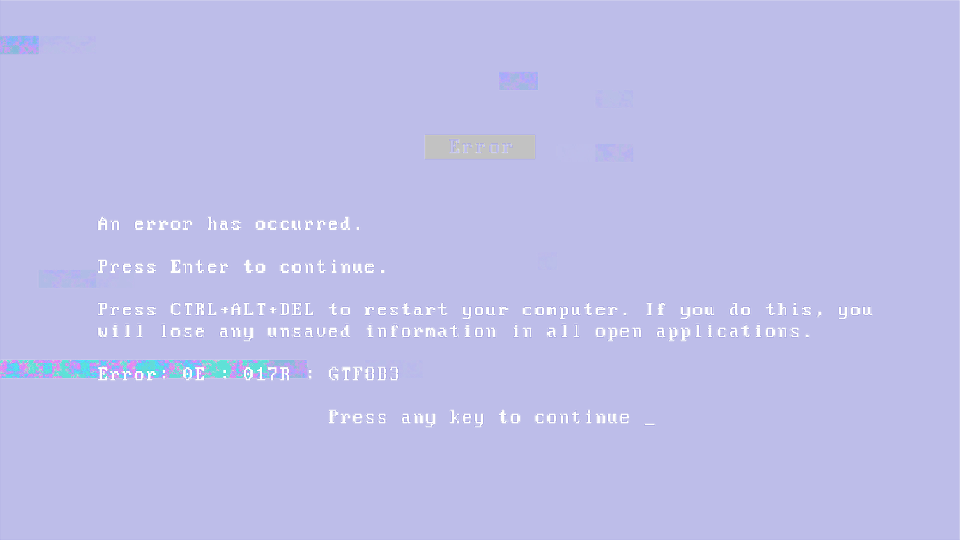 Error
An error has occurred.
Press Enter to continue.
Press CTRL+ALT+DEL to restart your computer. If you do this, you
will lose any unsaved information in all open applications.
Error: 0E : 017R : GTF0D3
Press any key to continue _